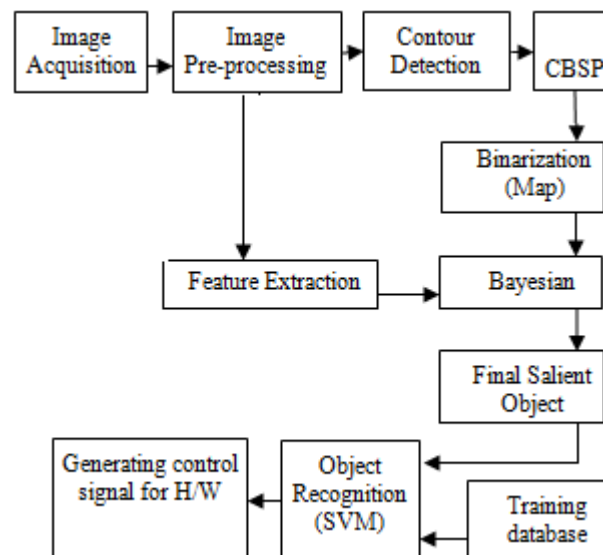 Image
Acquisition
Image
Pre-processing
Contour
Detection
CBSP
Binarization
(Map)
Feature Extraction
Bayesian
Final Salient
Object
Generating control
signal for H/W
Object
Recognition
(SVM)
Training
database